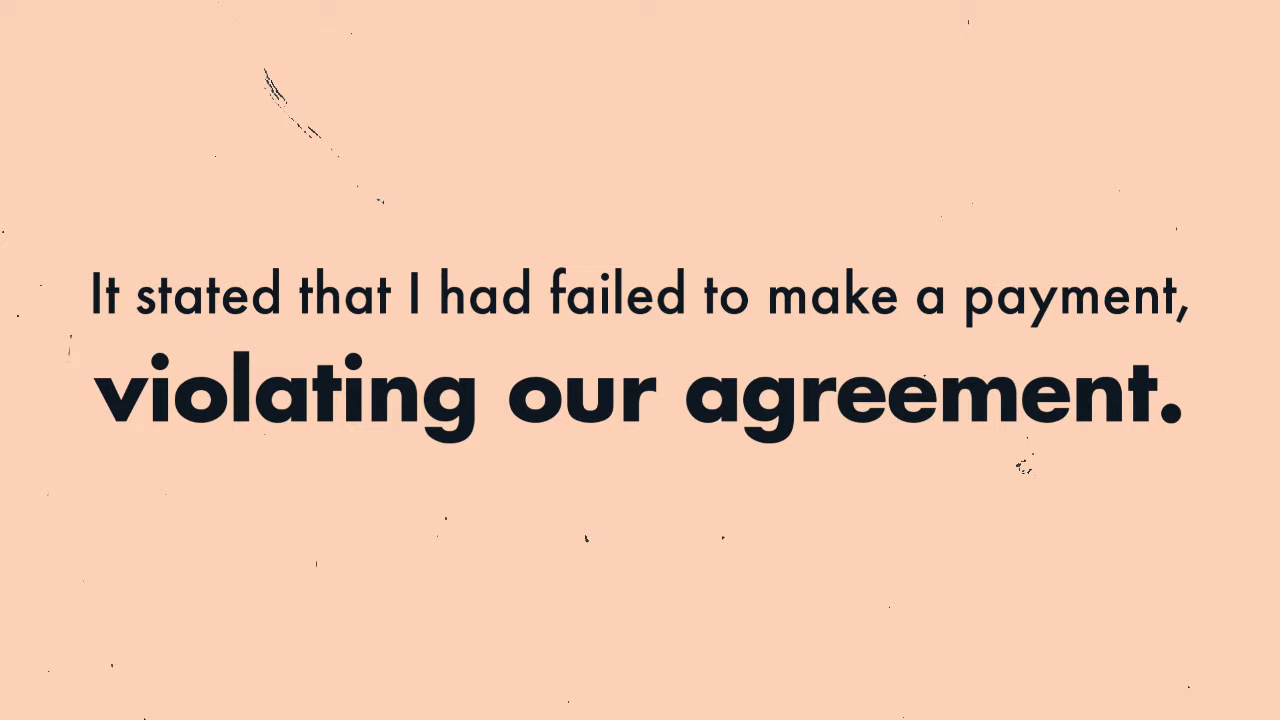 It stated that I had failed to make a payment,
violating our agreement.